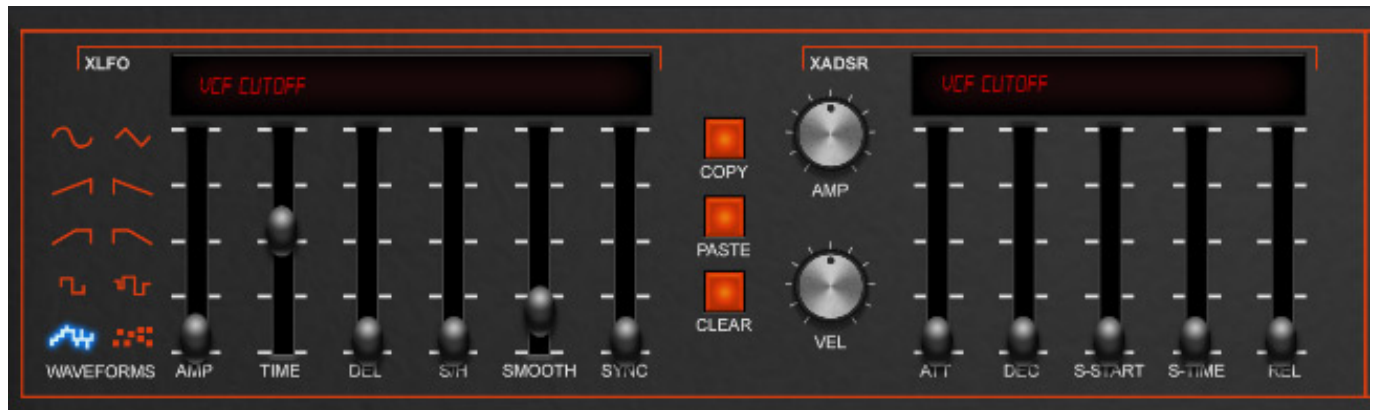 XLFO
VCF CUTOFF
WAVEFORMS AMP TIME DEL S/H SMOOTH SYNC
COPY
PASTE
CLEAR
XADSR
AMP
VEL
VCF CUTOFF
ATT DEC S-START S-TIME REL